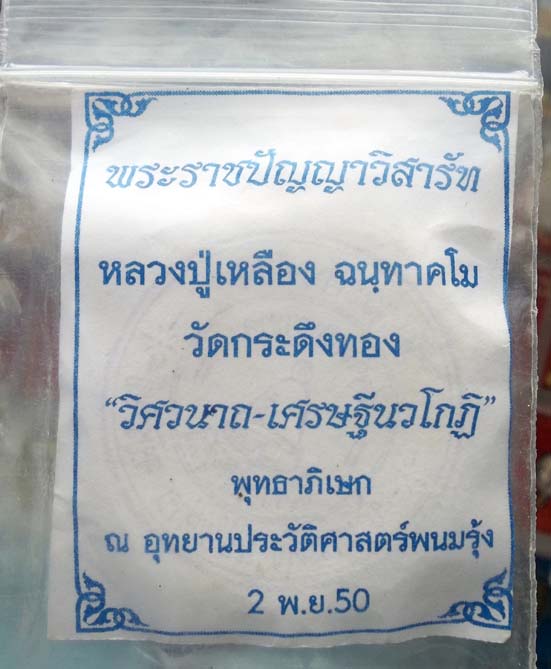 พระราชปัญญาวิสารัท
หลวงปู่เหลือง ฉนฺทาคโม
วัดกระดึงทอง
“วิศวนาถ-เศรษฐีนวโกฏิ”
พุทธาภิเษก
ณ อุทยานประวัติศาสตร์พนมรุ้ง
2 พ.ย.50